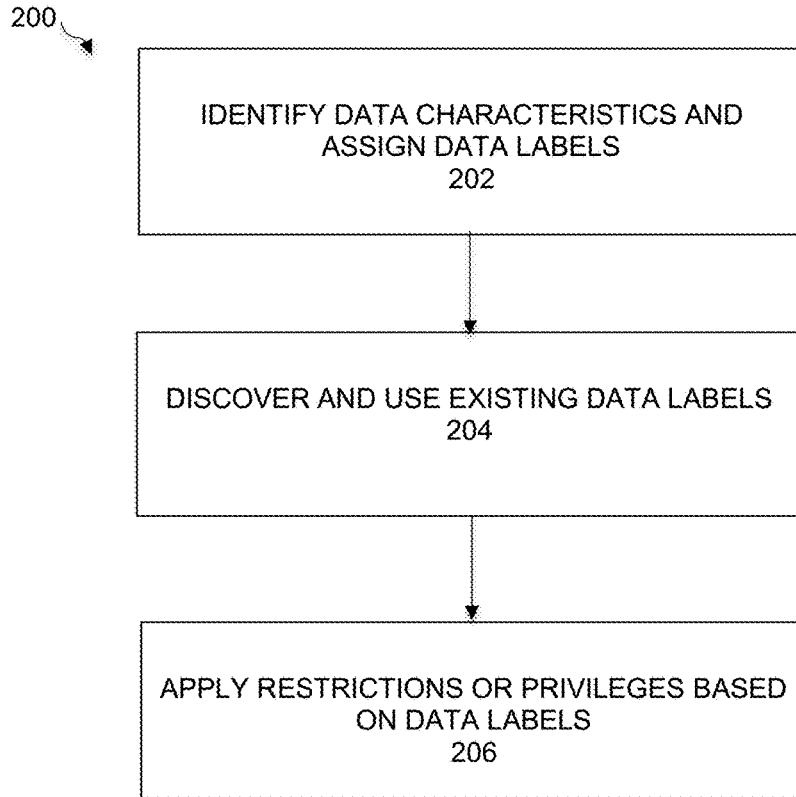 200
IDENTIFY DATA CHARACTERISTICS AND
ASSIGN DATA LABELS
202
DISCOVER AND USE EXISTING DATA LABELS
204
APPLY RESTRICTIONS OR PRIVILEGES BASED
ON DATA LABELS
206